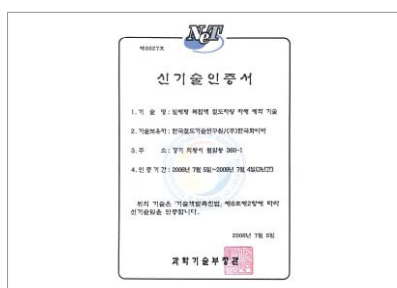 NeT
제0027호
신기술인증서
1. 기 술 명 : 일체형 복합재 철도차량 차체 제작 기술
2. 기술보유자 : 한국철도기술연구원/(주)한국화이바
3. 주 소 : 경기 의왕시 월암동 360-1
4. 인 증 기 간 : 2006년 7월 5일~2009년 7월 4일(3년간)
위의 기술은 「기술개발촉진법」 제6조제2항에 따라
신기술임을 인증합니다.
2006년 7월 5일
과학기술부장관